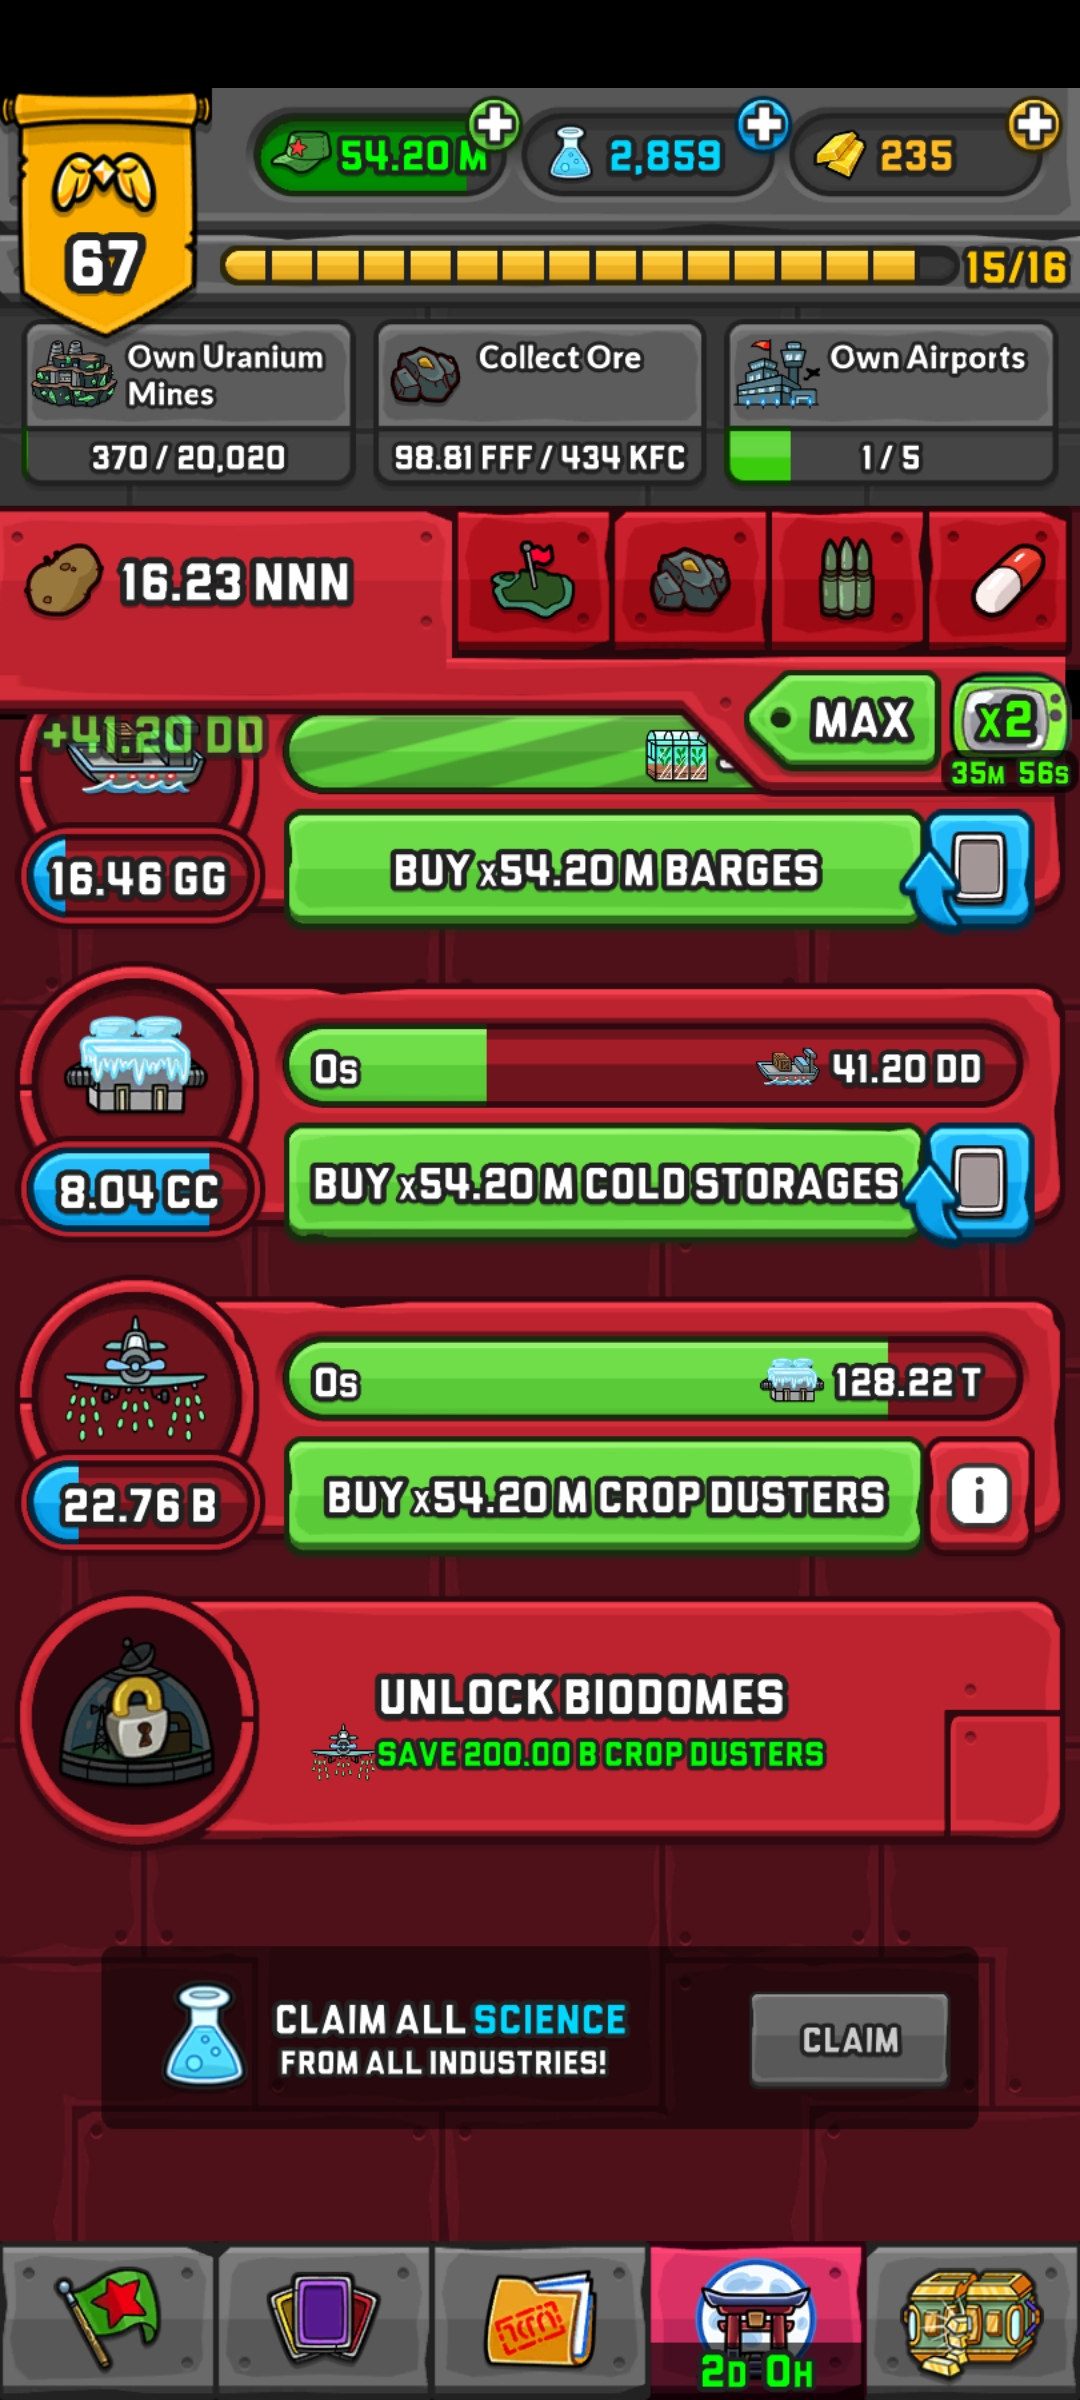 54.20 M
2,859
235
67
15/16
Own Uranium
Mines
370 / 20,020
Collect Ore
98.81 FFF / 434 KFC
Own Airports
1 / 5
16.23 NNN
MAX
X2
35M 56S
+41.20 DD
16.46 GG
BUY x54.20 M BARGES
0s
41.20 DD
8.04 CC
BUY x54.20 M COLD STORAGES
0s
128.22 T
22.76 B
BUY x54.20 M CROP DUSTERS
i
UNLOCK BIODOMES
SAVE 200.00 B CROP DUSTERS
CLAIM ALL SCIENCE
FROM ALL INDUSTRIES!
CLAIM
2D 0H